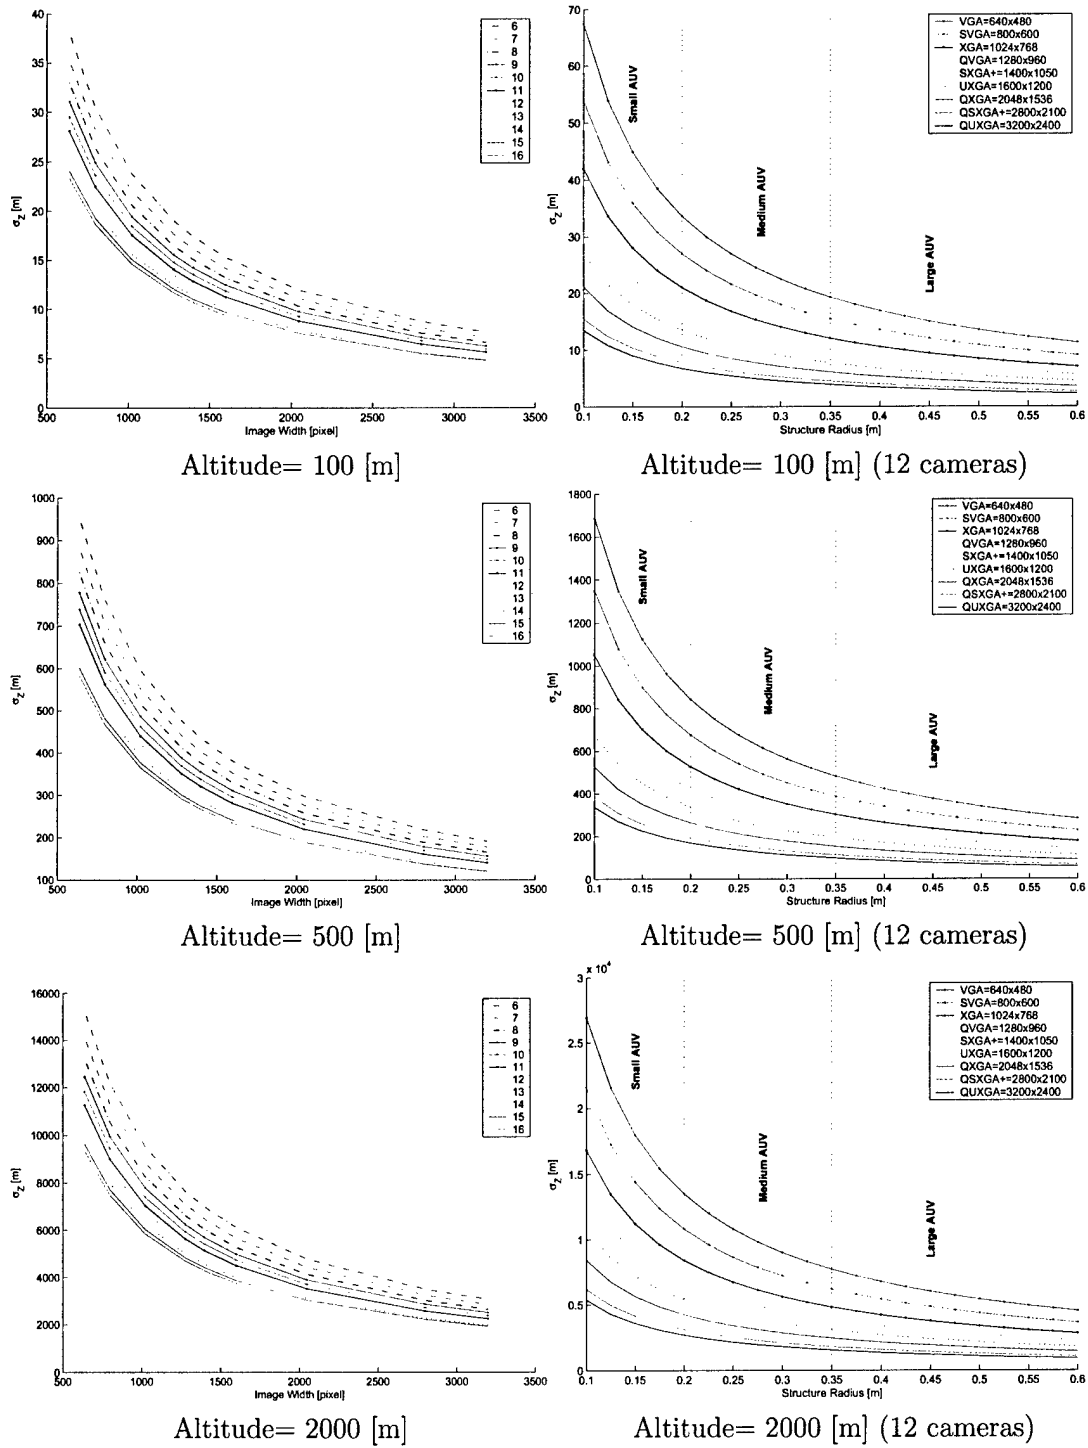 40
35
30
25
20
15
10
5
0
σZ [m]
500
1000
1500
2000
2500
3000
3500
Image Width [pixel]
6
7
8
9
10
11
12
13
14
15
16
Altitude= 100 [m]
70
60
50
40
30
20
10
0
σZ [m]
0.1
0.15
0.2
0.25
0.3
0.35
0.4
0.45
0.5
0.55
0.6
Structure Radius [m]
Small AUV
Medium AUV
Large AUV
VGA=640x480
SVGA=800x600
XGA=1024x768
QVGA=1280x960
SXGA+=1400x1050
UXGA=1600x1200
QXGA=2048x1536
QSXGA+=2800x2100
QUXGA=3200x2400
Altitude= 100 [m] (12 cameras)
1000
900
800
700
600
500
400
300
200
100
σZ [m]
500
1000
1500
2000
2500
3000
3500
Image Width [pixel]
6
7
8
9
10
11
12
13
14
15
16
Altitude= 500 [m]
1800
1600
1400
1200
1000
800
600
400
200
0
σZ [m]
0.1
0.15
0.2
0.25
0.3
0.35
0.4
0.45
0.5
0.55
0.6
Structure Radius [m]
Small AUV
Medium AUV
Large AUV
VGA=640x480
SVGA=800x600
XGA=1024x768
QVGA=1280x960
SXGA+=1400x1050
UXGA=1600x1200
QXGA=2048x1536
QSXGA+=2800x2100
QUXGA=3200x2400
Altitude= 500 [m] (12 cameras)
16000
14000
12000
10000
8000
6000
4000
2000
0
σZ [m]
500
1000
1500
2000
2500
3000
3500
Image Width [pixel]
6
7
8
9
10
11
12
13
14
15
16
Altitude= 2000 [m]
x 10^4
3
2.5
2
1.5
1
0.5
0
σZ [m]
0.1
0.15
0.2
0.25
0.3
0.35
0.4
0.45
0.5
0.55
0.6
Structure Radius [m]
Small AUV
Medium AUV
Large AUV
VGA=640x480
SVGA=800x600
XGA=1024x768
QVGA=1280x960
SXGA+=1400x1050
UXGA=1600x1200
QXGA=2048x1536
QSXGA+=2800x2100
QUXGA=3200x2400
Altitude= 2000 [m] (12 cameras)